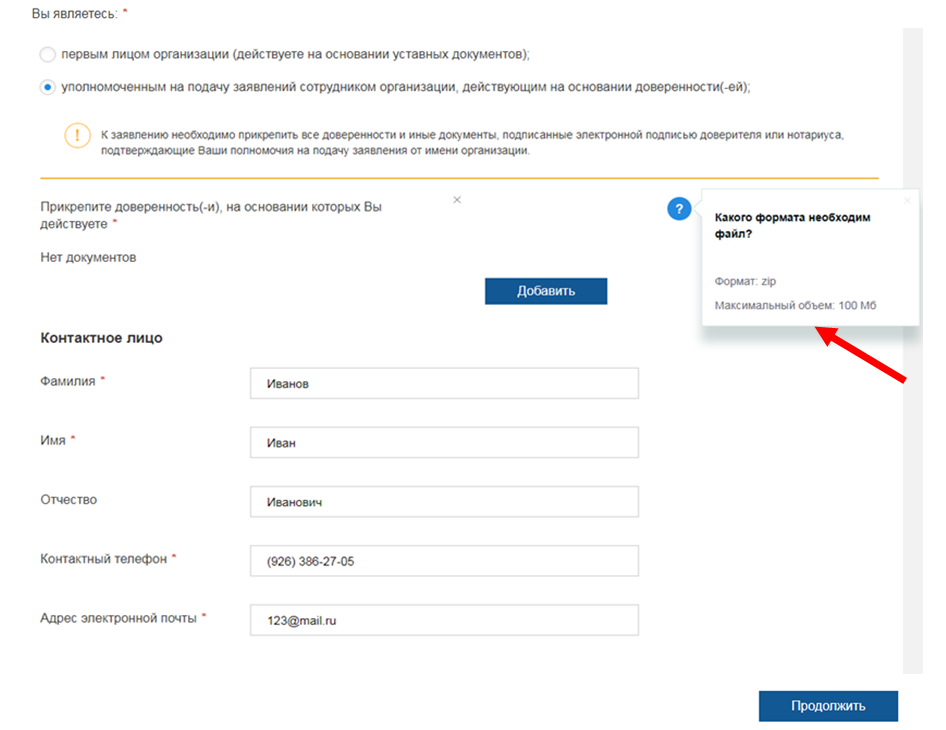 Вы являетесь: *
первым лицом организации (действуете на основании уставных документов);
уполномоченным на подачу заявлений сотрудником организации, действующим на основании доверенности(-ей);
! К заявлению необходимо прикрепить все доверенности и иные документы, подписанные электронной подписью доверителя или нотариуса,
подтверждающие Ваши полномочия на подачу заявления от имени организации.
Прикрепите доверенность(-и), на основании которых Вы
действуете *
?
Какого формата необходим
файл?
Формат: zip
Максимальный объем: 100 Мб
Нет документов
Добавить
Контактное лицо
Фамилия * Иванов
Имя * Иван
Отчество Иванович
Контактный телефон * (926) 386-27-05
Адрес электронной почты * 123@mail.ru
Продолжить